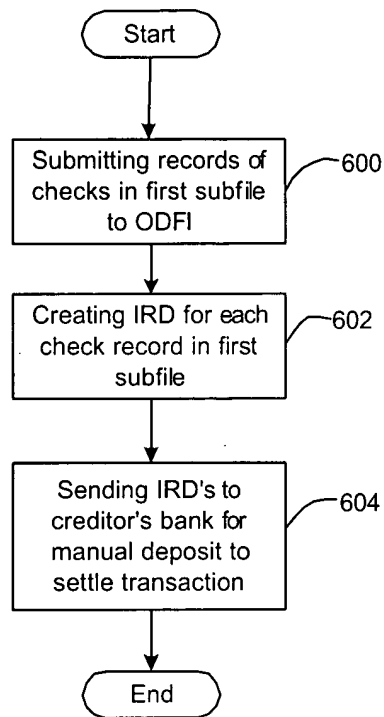 Start
Submitting records of
checks in first subfile
to ODFI
600
Creating IRD for each
check record in first
subfile
602
Sending IRD's to
creditor's bank for
manual deposit to
settle transaction
604
End